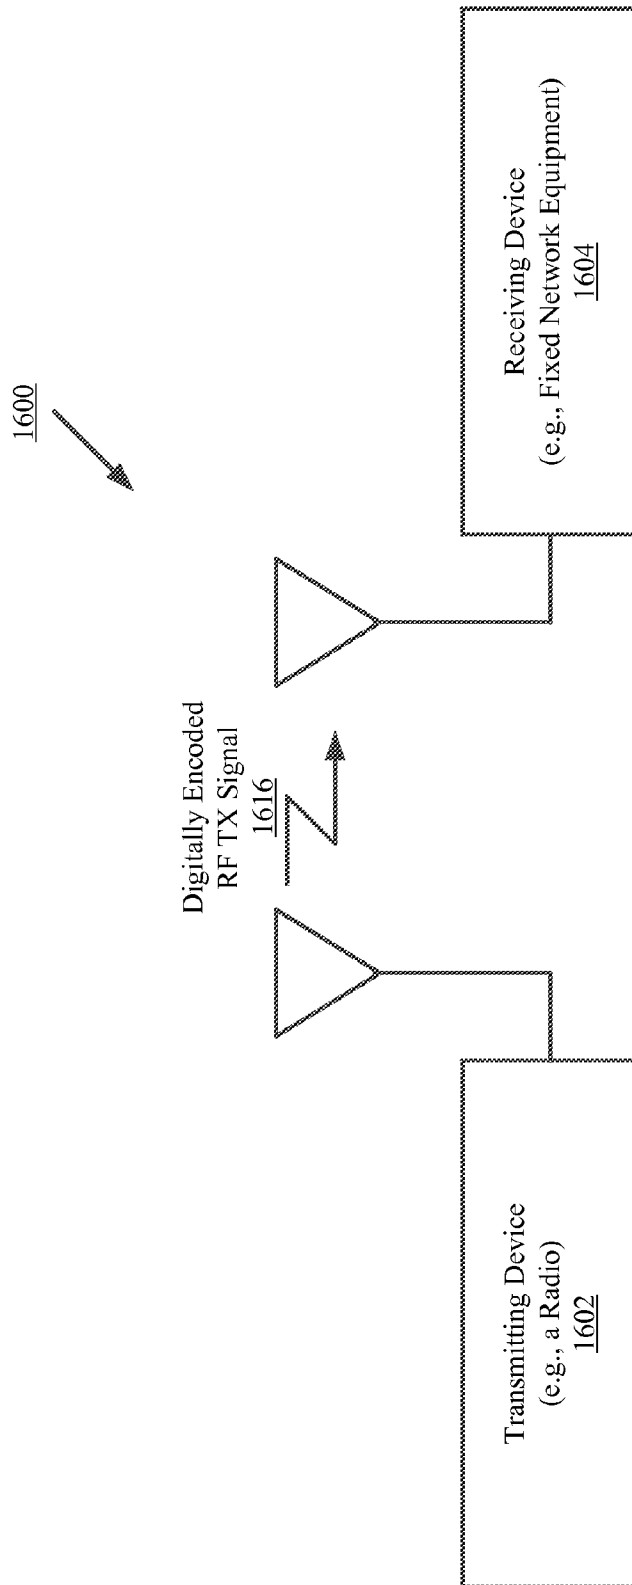 1600
Digitally Encoded
RF TX Signal
1616
Transmitting Device
(e.g., a Radio)
1602
Receiving Device
(e.g., Fixed Network Equipment)
1604